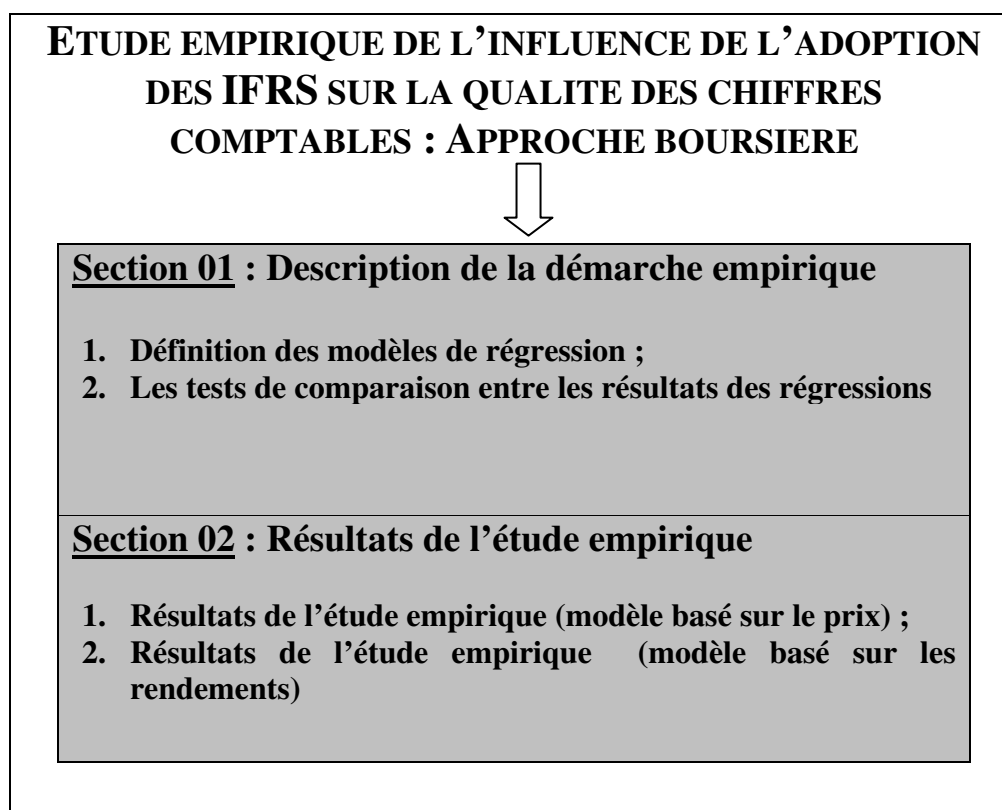 ETUDE EMPIRIQUE DE L’INFLUENCE DE L’ADOPTION
DES IFRS SUR LA QUALITE DES CHIFFRES
COMPTABLES : APPROCHE BOURSIERE
Section 01 : Description de la démarche empirique
1. Définition des modèles de régression ;
2. Les tests de comparaison entre les résultats des régressions
Section 02 : Résultats de l’étude empirique
1. Résultats de l’étude empirique (modèle basé sur le prix) ;
2. Résultats de l’étude empirique (modèle basé sur les
rendements)